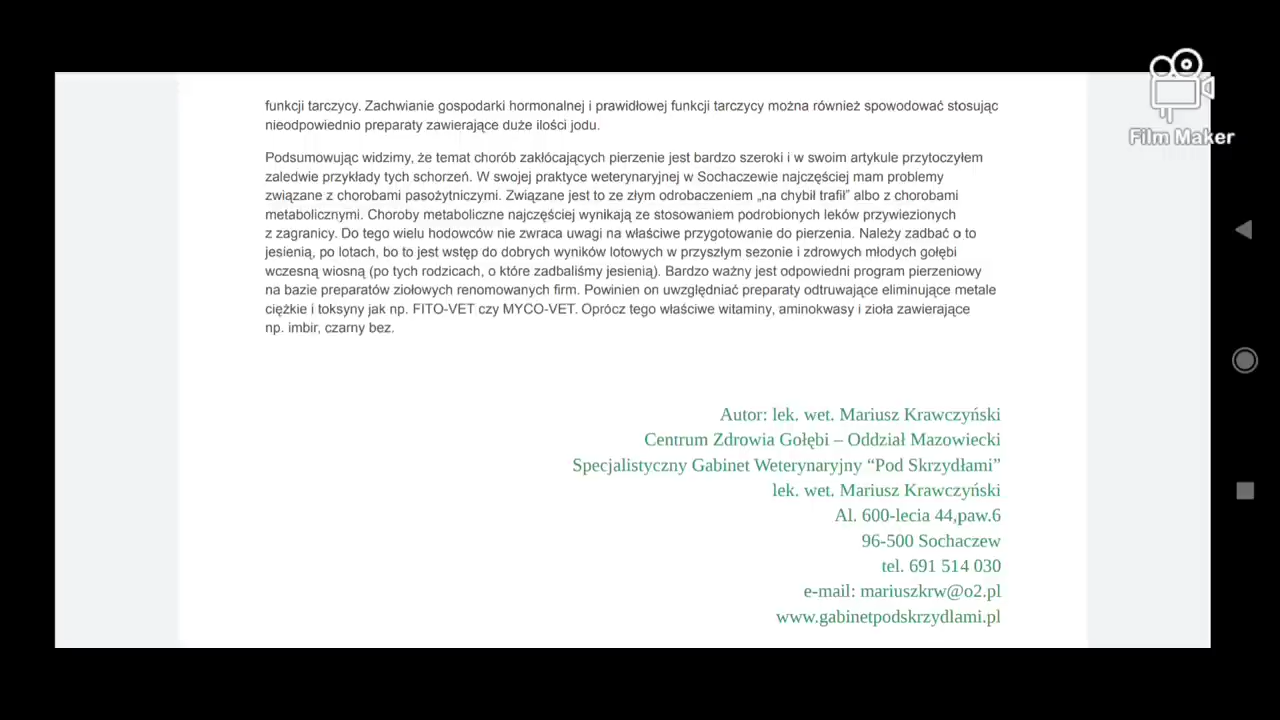 funkcji tarczycy. Zachwianie gospodarki hormonalnej i prawidłowej funkcji tarczycy można również spowodować stosując
nieodpowiednio preparaty zawierające duże ilości jodu.
Podsumowując widzimy, że temat chorób zakłócających pierzenie jest bardzo szeroki i w swoim artykule przytoczyłem
zaledwie przykłady tych schorzeń. W swojej praktyce weterynaryjnej w Sochaczewie najczęściej mam problemy
związane z chorobami pasożytniczymi. Związane jest to ze złym odrobaczeniem „na chybił trafił” albo z chorobami
metabolicznymi. Choroby metaboliczne najczęściej wynikają ze stosowaniem podrobionych leków przywiezionych
z zagranicy. Do tego wielu hodowców nie zwraca uwagi na właściwe przygotowanie do pierzenia. Należy zadbać o to
jesienią, po lotach, bo to jest wstęp do dobrych wyników lotowych w przyszłym sezonie i zdrowych młodych gołębi
wczesną wiosną (po tych rodzicach, o które zadbaliśmy jesienią). Bardzo ważny jest odpowiedni program pierzeniowy
na bazie preparatów ziołowych renomowanych firm. Powinien on uwzględniać preparaty odtruwające eliminujące metale
ciężkie i toksyny jak np. FITO-VET czy MYCO-VET. Oprócz tego właściwe witaminy, aminokwasy i zioła zawierające
np. imbir, czarny bez.
Autor: lek. wet. Mariusz Krawczyński
Centrum Zdrowia Gołębi – Oddział Mazowiecki
Specjalistyczny Gabinet Weterynaryjny “Pod Skrzydłami”
lek. wet. Mariusz Krawczyński
Al. 600-lecia 44,paw.6
96-500 Sochaczew
tel. 691 514 030
e-mail: mariuszkrw@o2.pl
www.gabinetpodskrzydlami.pl
Film Maker